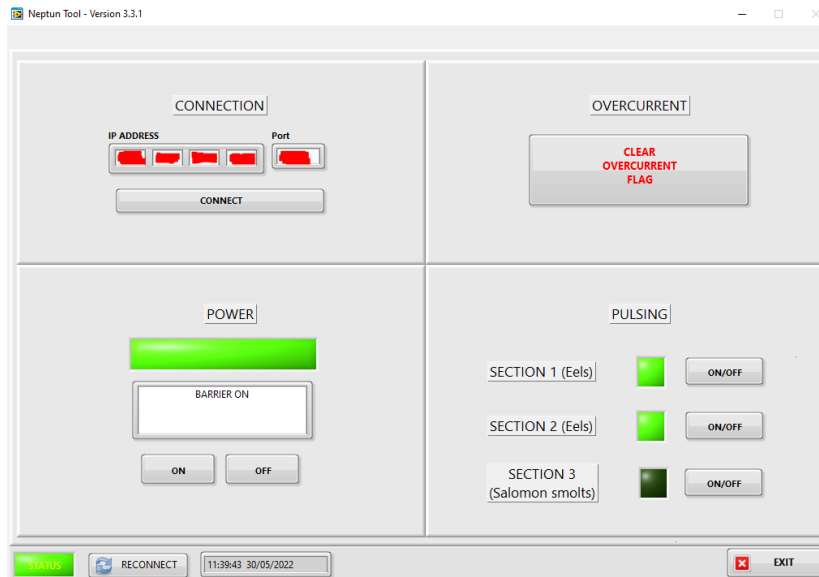 Neptun Tool - Version 3.3.1
CONNECTION
IP ADDRESS
Port
CONNECT
OVERCURRENT
CLEAR
OVERCURRENT
FLAG
POWER
BARRIER ON
ON
OFF
PULSING
SECTION 1 (Eels)
ON/OFF
SECTION 2 (Eels)
ON/OFF
SECTION 3
(Salomon smolts)
ON/OFF
STATUS
RECONNECT
11:39:43 30/05/2022
EXIT